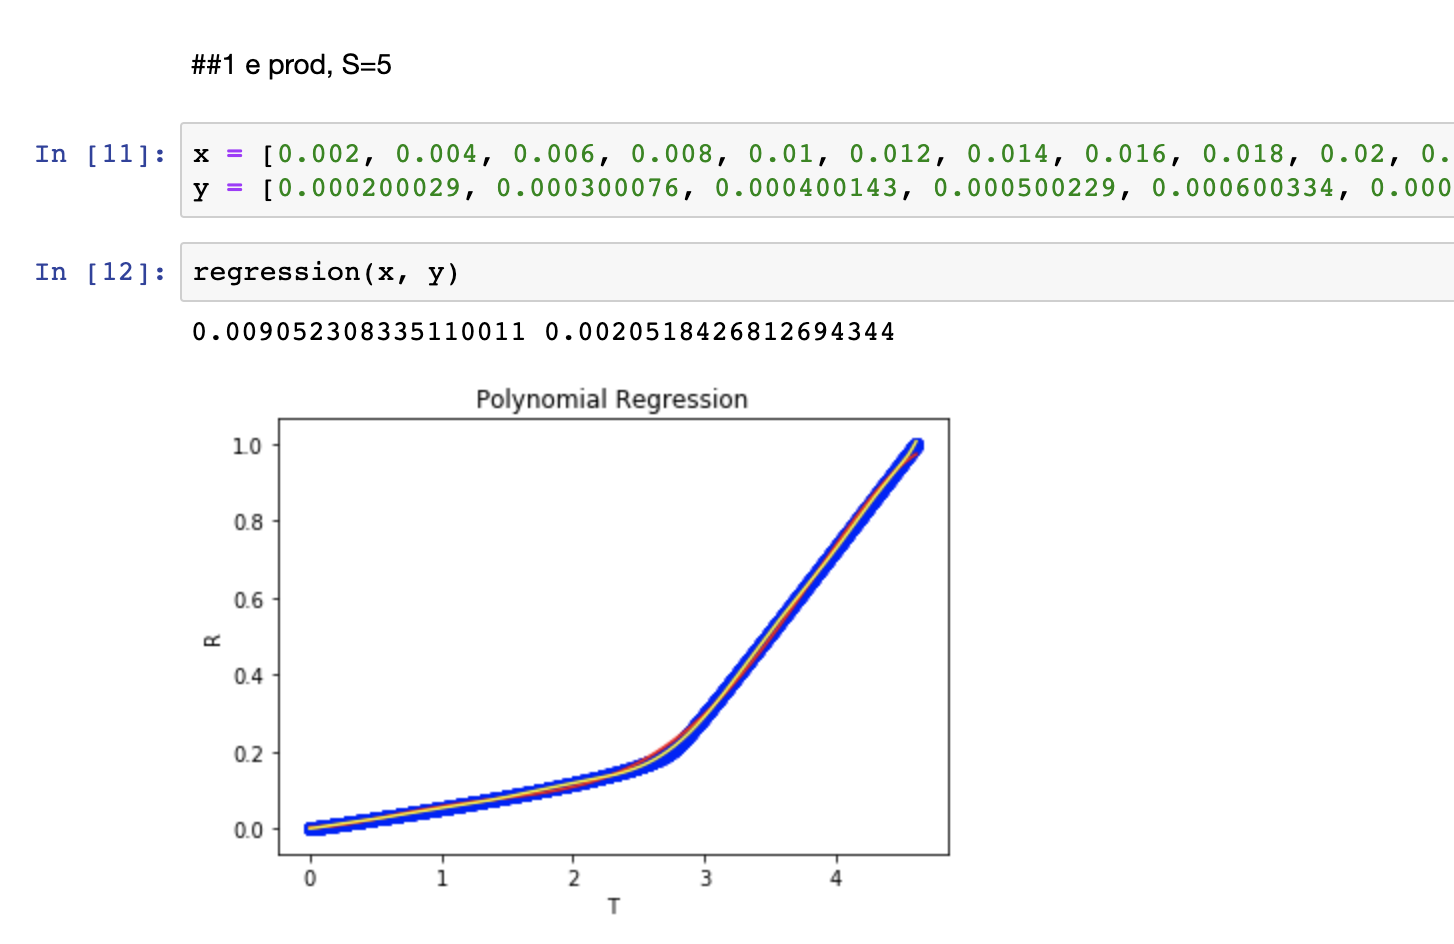 ##1 e prod, S=5
In [11]: x = [0.002, 0.004, 0.006, 0.008, 0.01, 0.012, 0.014, 0.016, 0.018, 0.02, 0.
y = [0.000200029, 0.000300076, 0.000400143, 0.000500229, 0.000600334, 0.000
In [12]: regression(x, y)
0.009052308335110011 0.0020518426812694344
Polynomial Regression
1.0
0.8
0.6
R
0.4
0.2
0.0
0 1 2 3 4
T